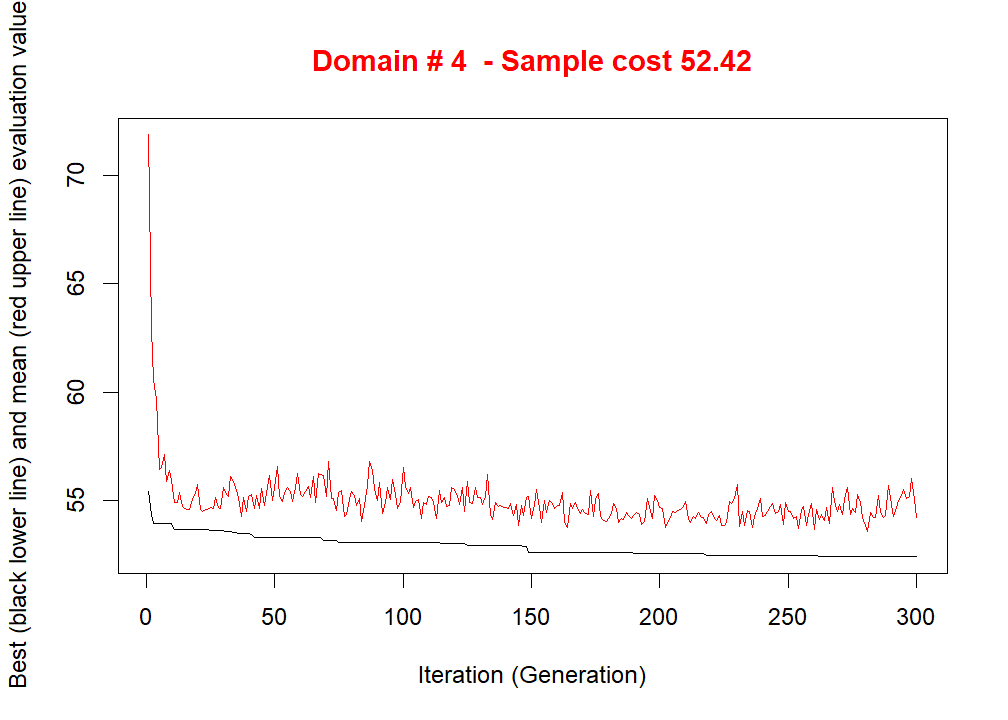 Domain # 4 - Sample cost 52.42
Best (black lower line) and mean (red upper line) evaluation value
70
65
60
55
0 50 100 150 200 250 300
Iteration (Generation)